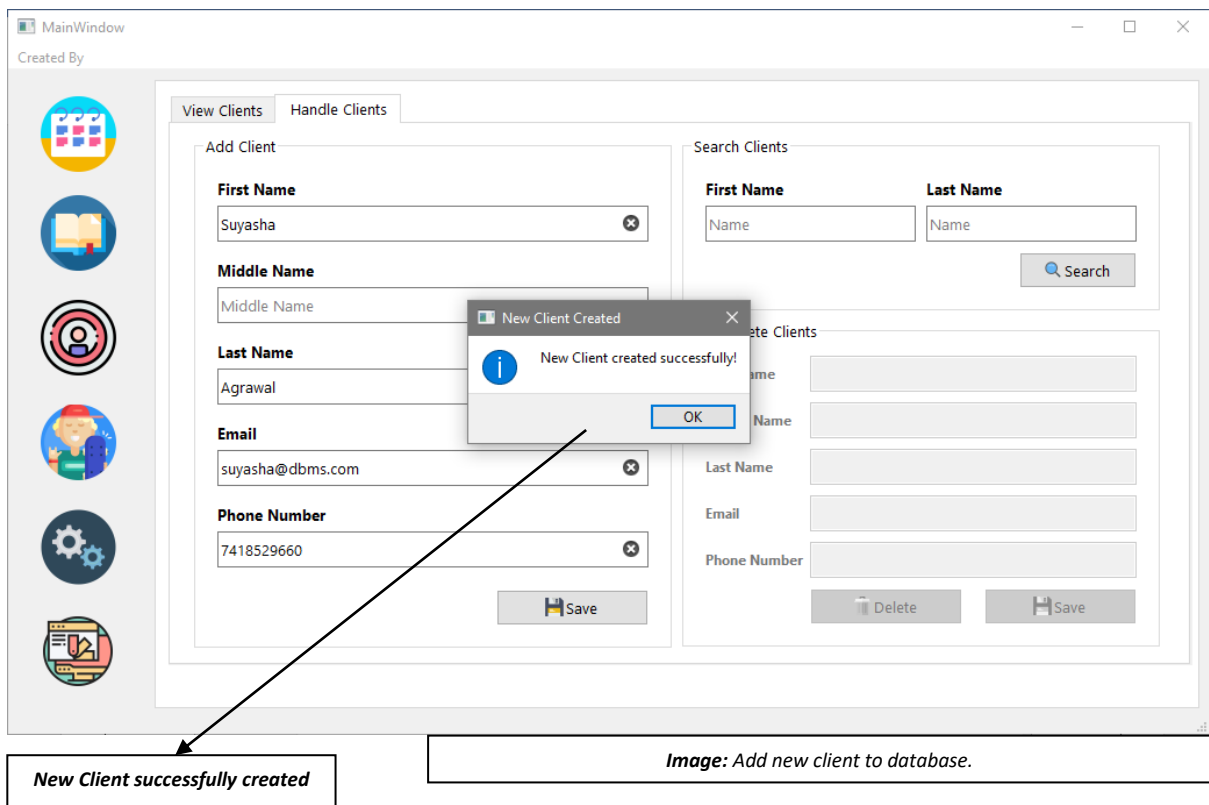 MainWindow
Created By
View Clients
Handle Clients
Add Client
First Name
Suyasha
Middle Name
Middle Name
Last Name
Agrawal
Email
suyasha@dbms.com
Phone Number
7418529660
Save
Search Clients
First Name Last Name
Name Name
Search
New Client Created
New Client created successfully!
OK
Clients
Name
Last Name
Email
Phone Number
Delete Save
New Client successfully created
Image: Add new client to database.